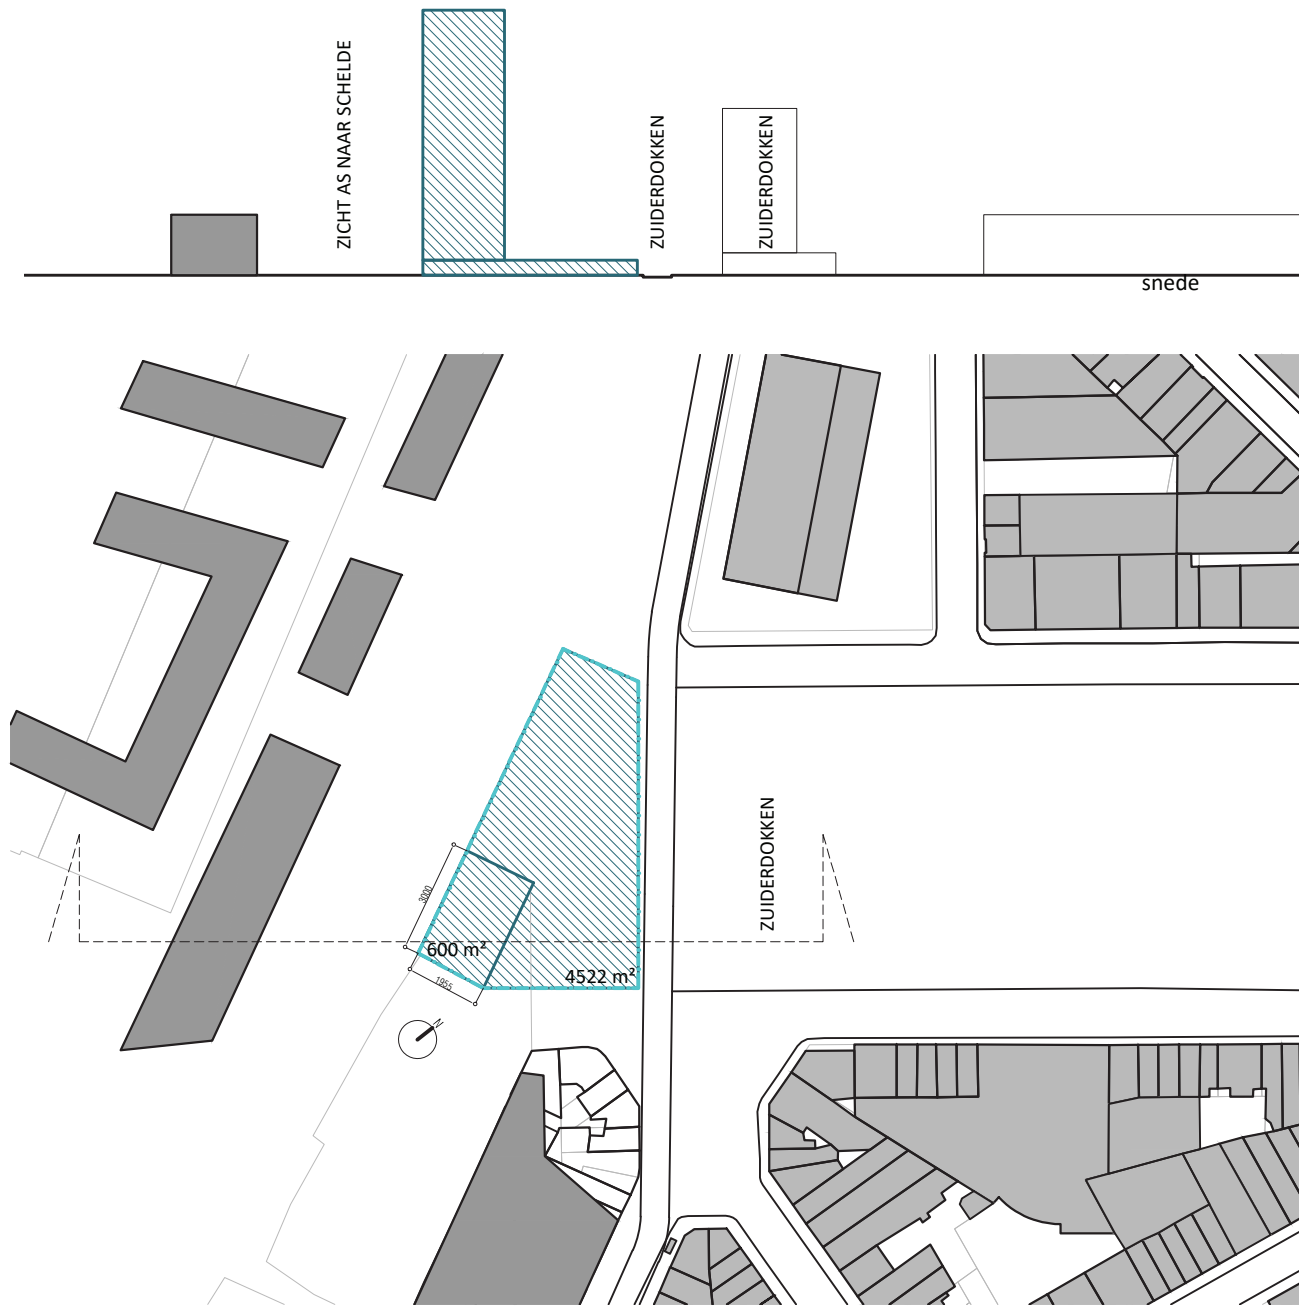 ZICHT AS NAAR SCHELDE
ZUIDERDOKKEN
ZUIDERDOKKEN
snede
ZUIDERDOKKEN
3000
600 m²
4522 m²
1955
N